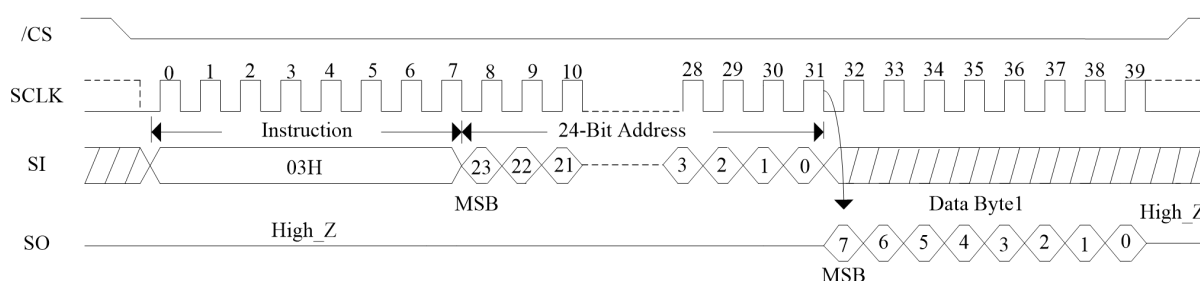 /CS
SCLK 0 1 2 3 4 5 6 7 8 9 10 28 29 30 31 32 33 34 35 36 37 38 39
Instruction 24-Bit Address
SI 03H 23 22 21 3 2 1 0
MSB Data Byte1
High_Z High_Z
SO 7 6 5 4 3 2 1 0
MSB